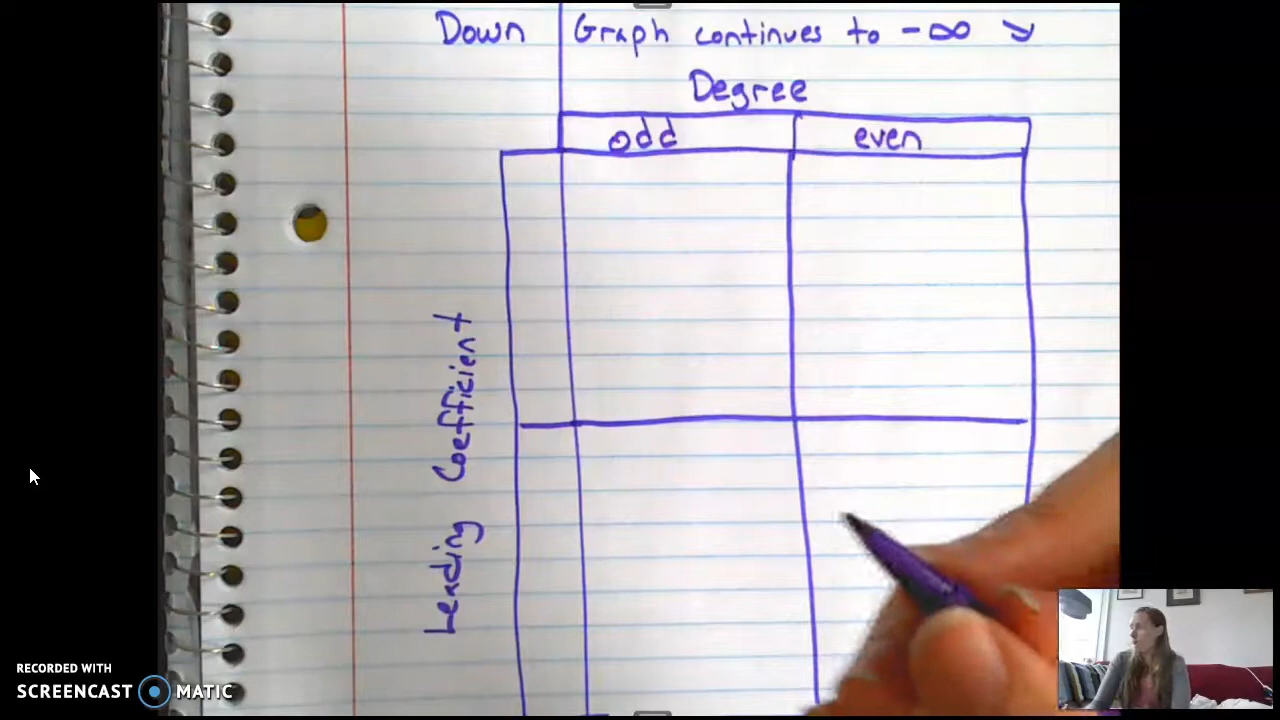 Down Graph continues to -∞ ↘
Degree
odd even
Leading Coefficient
RECORDED WITH
SCREENCAST MATIC